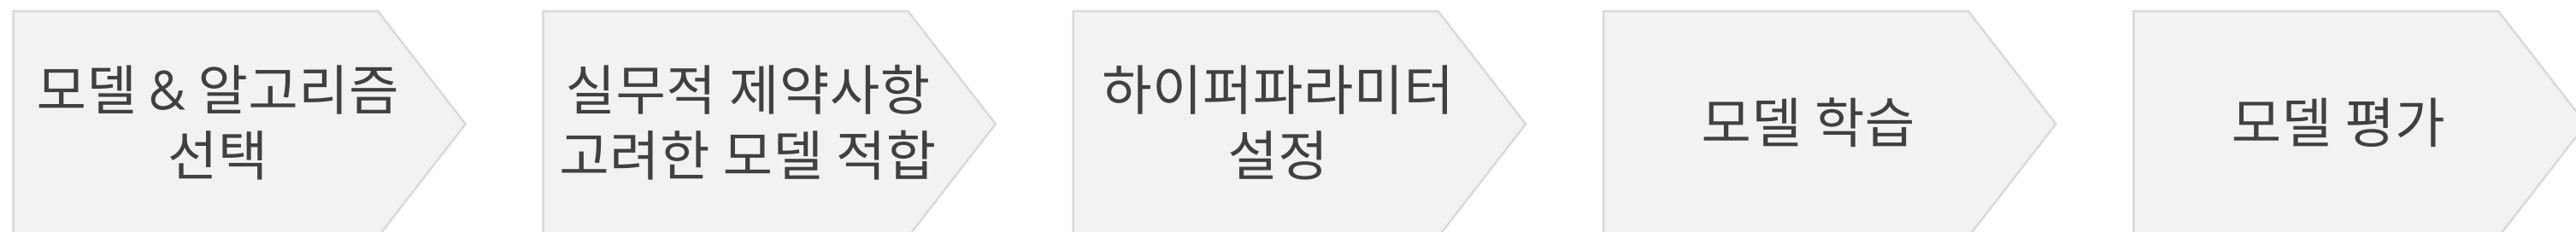 모델 & 알고리즘
선택
실무적 제약사항
고려한 모델 적합
하이퍼파라미터
설정
모델 학습
모델 평가